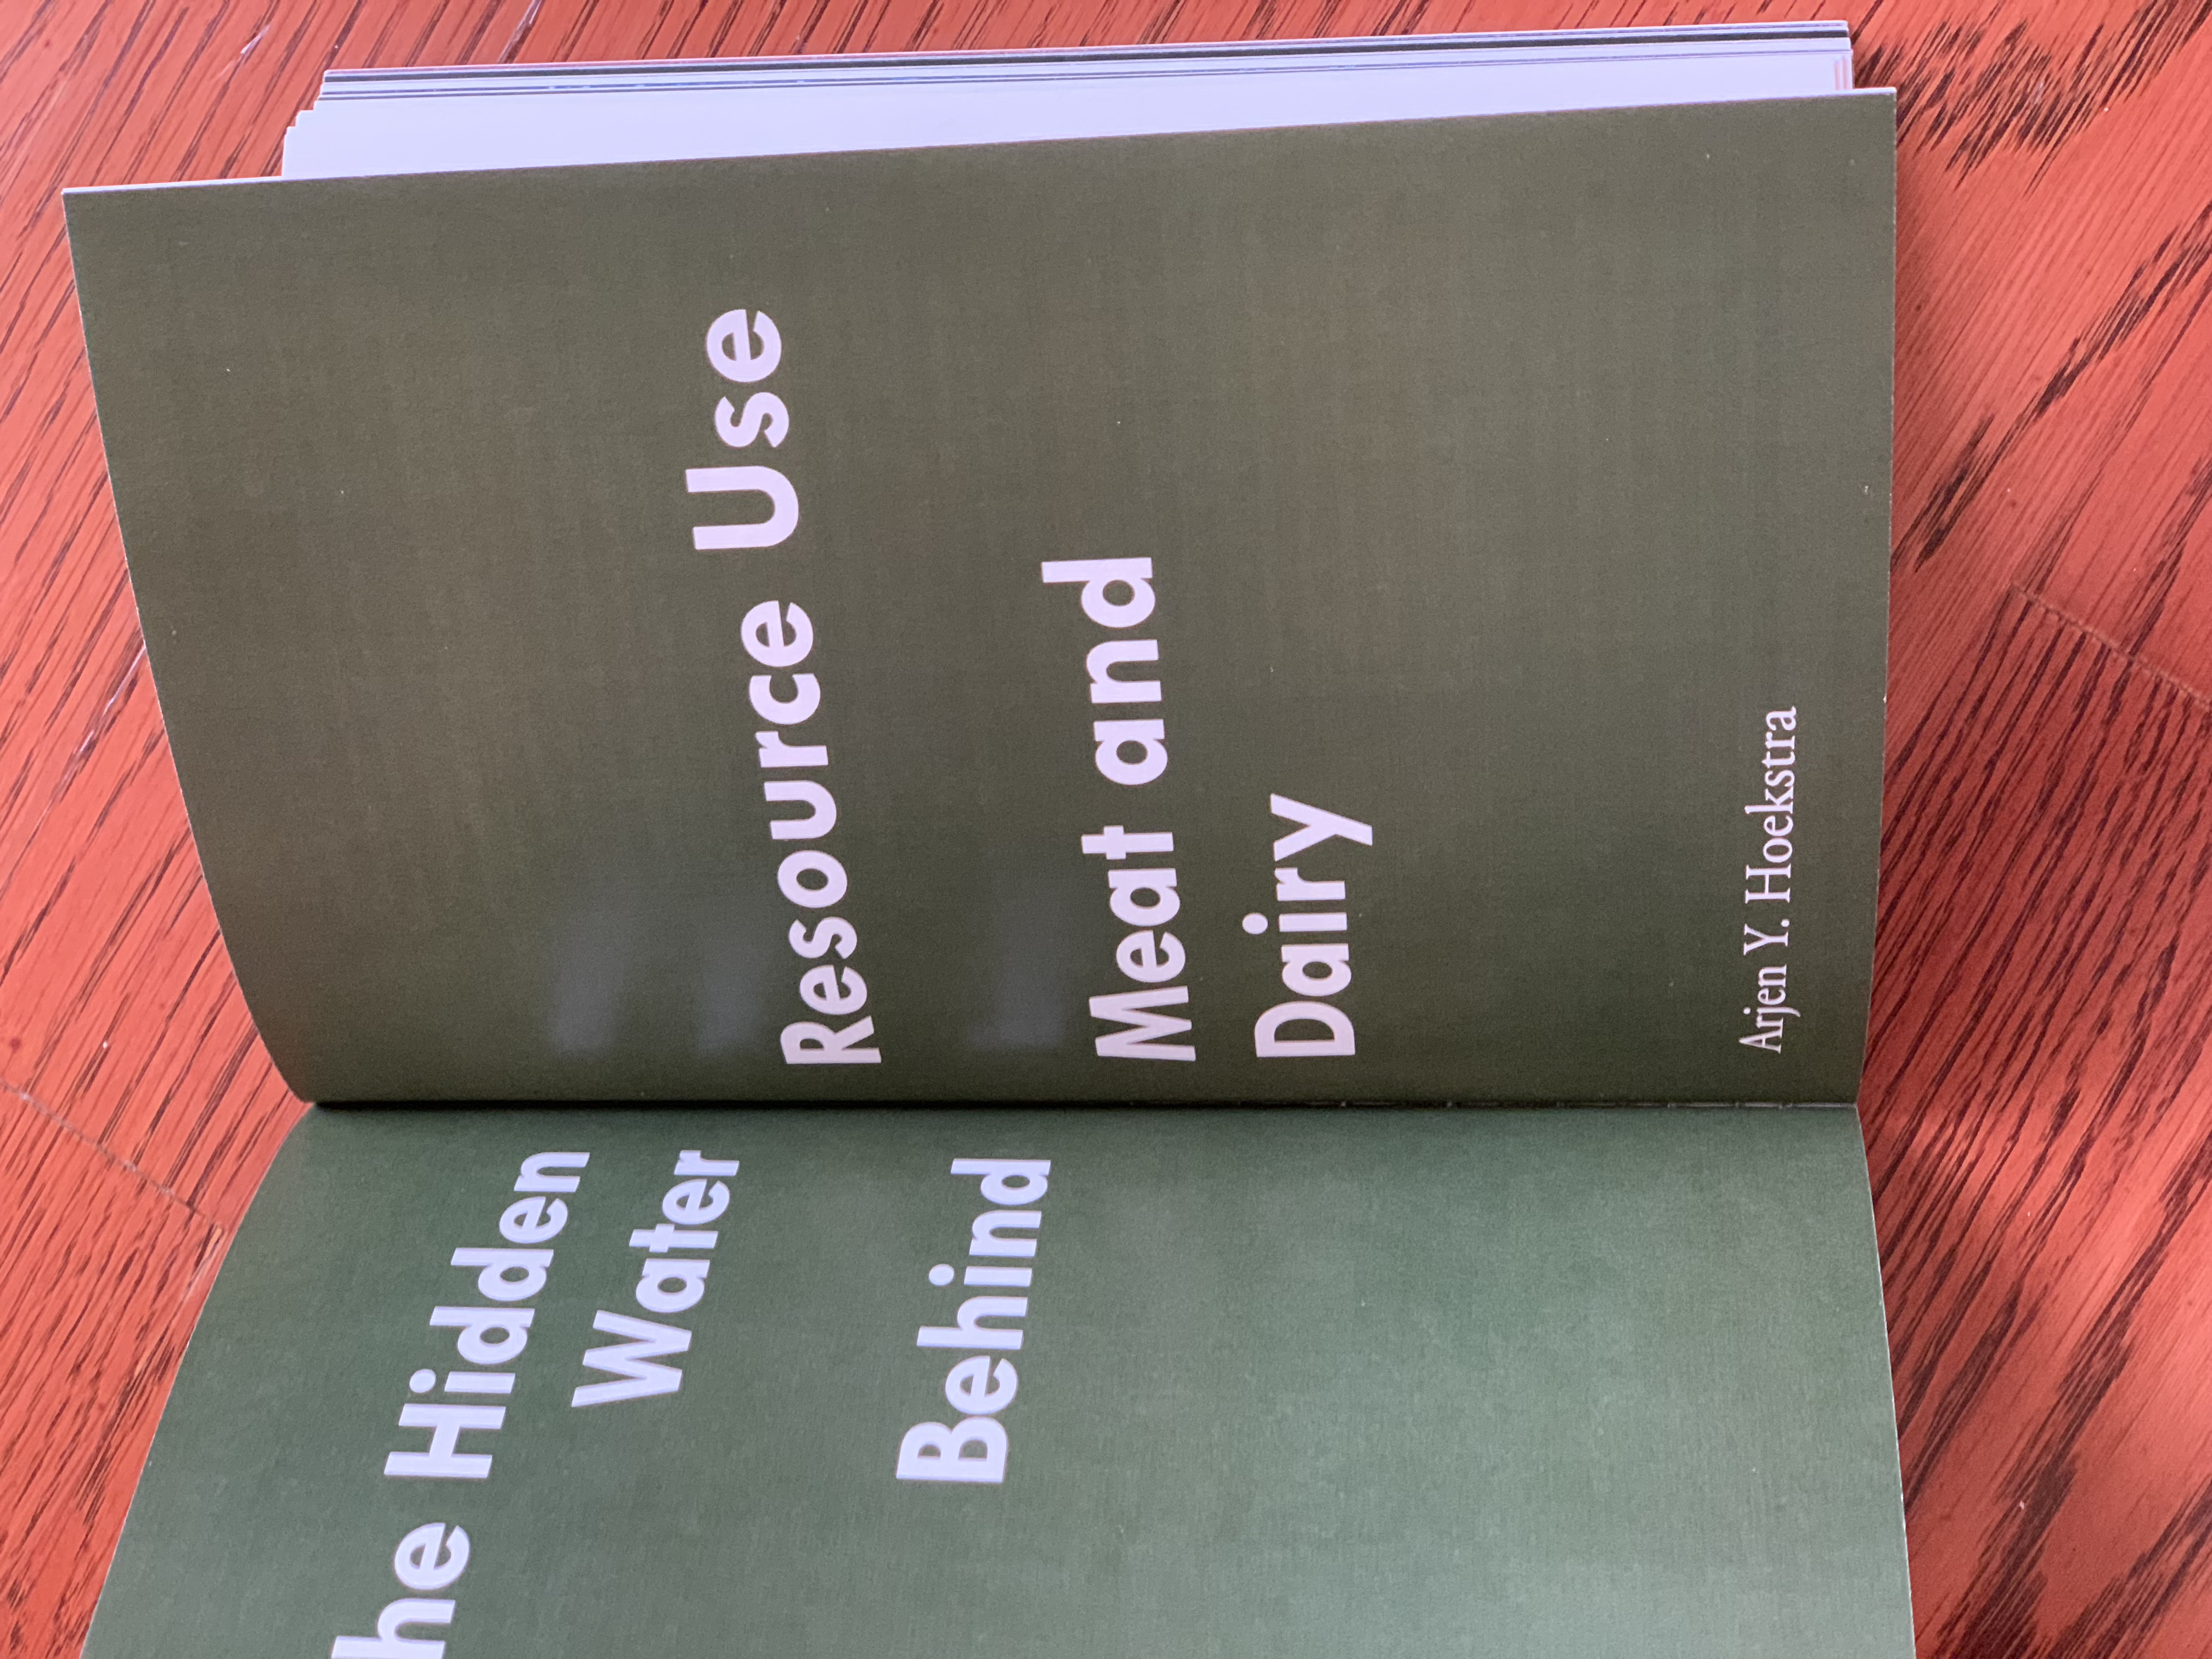 he Hidden
Water
Resource Use
Behind
Meat and
Dairy
Arjen Y. Hoekstra